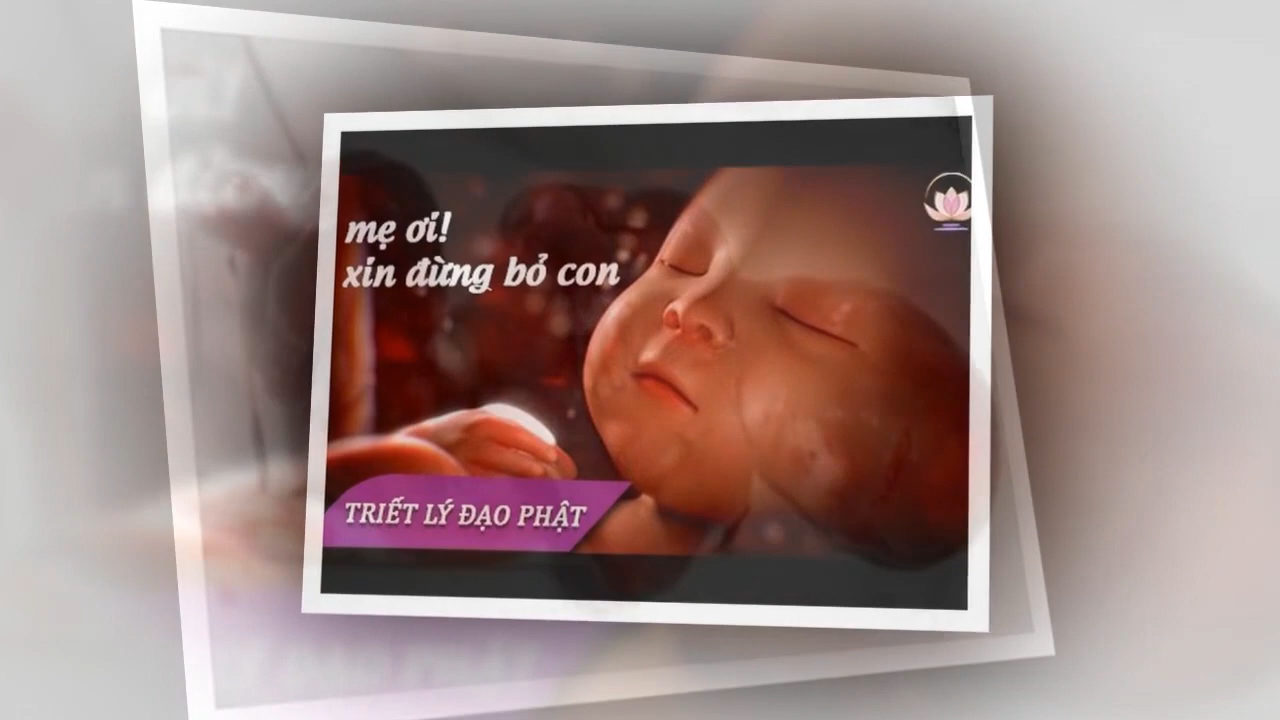 mẹ ơi!
xin đừng bỏ con
TRIẾT LÝ ĐẠO PHẬT